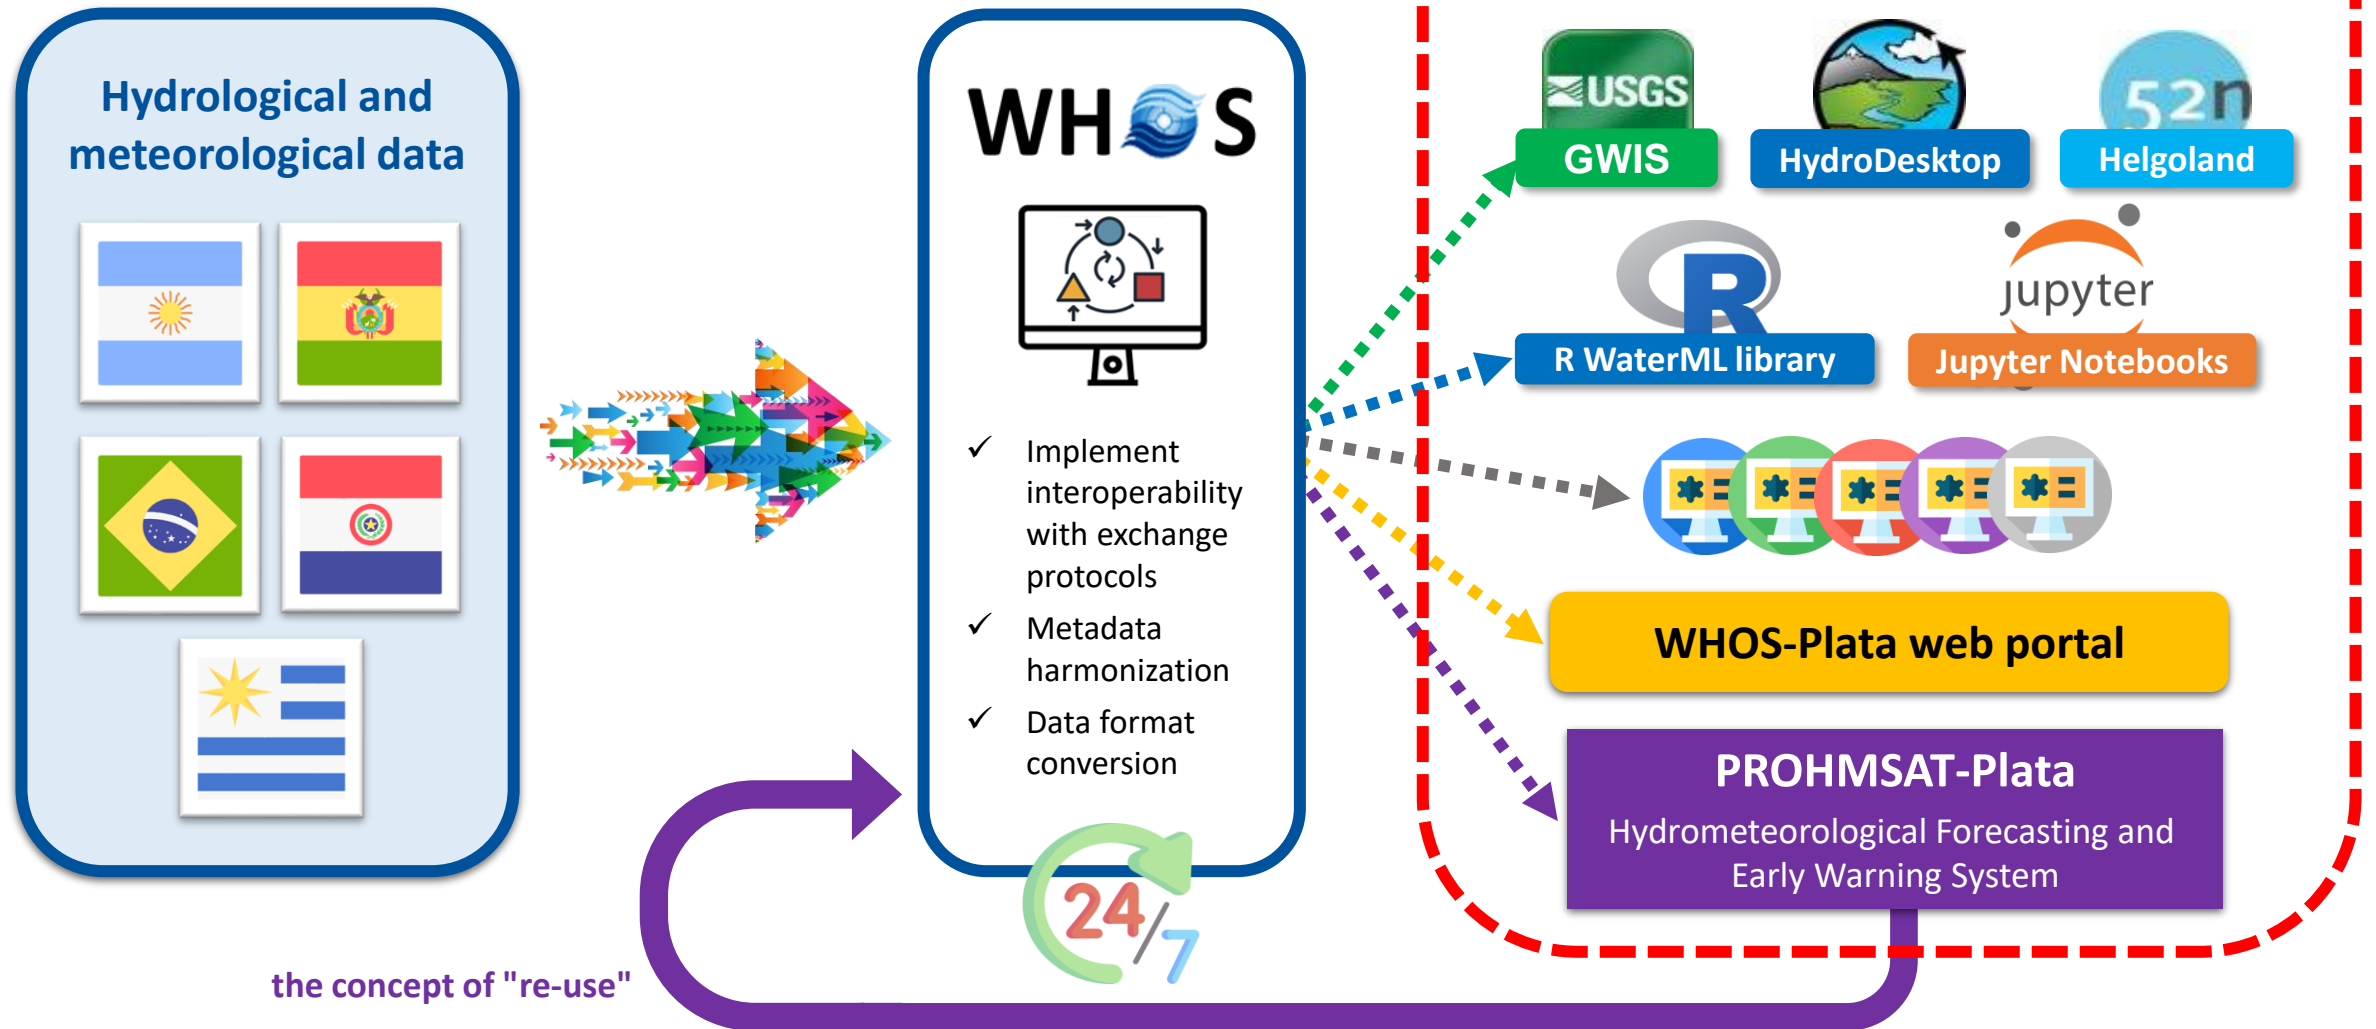 Hydrological and
meteorological data
WHOS
✓ Implement
interoperability
with exchange
protocols
✓ Metadata
harmonization
✓ Data format
conversion
24/7
the concept of "re-use"
USGS
GWIS
HydroDesktop
52n
Helgoland
R
R WaterML library
jupyter
Jupyter Notebooks
WHOS-Plata web portal
PROHMSAT-Plata
Hydrometeorological Forecasting and
Early Warning System